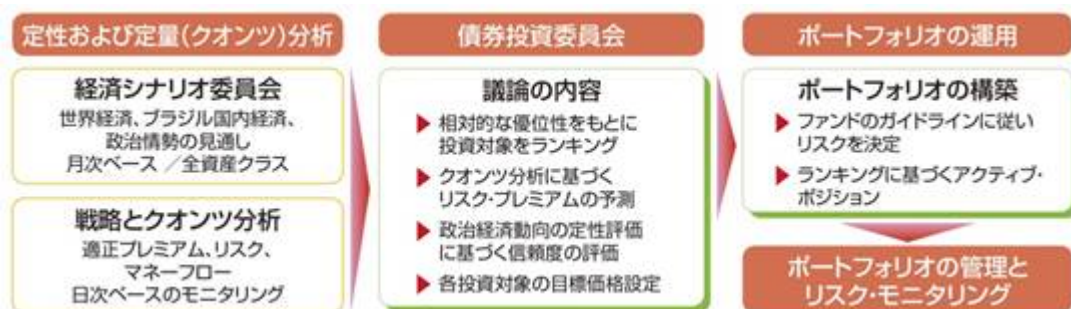 定性および定量(クオンツ)分析
経済シナリオ委員会
世界経済、ブラジル国内経済、
政治情勢の見通し
月次ベース ／全資産クラス
戦略とクオンツ分析
適正プレミアム、リスク、
マネーフロー
日次ベースのモニタリング
債券投資委員会
議論の内容
▶ 相対的な優位性をもとに
投資対象をランキング
▶ クオンツ分析に基づく
リスク・プレミアムの予測
▶ 政治経済動向の定性評価
に基づく信頼度の評価
▶ 各投資対象の目標価格設定
ポートフォリオの運用
ポートフォリオの構築
▶ ファンドのガイドラインに従い
リスクを決定
▶ ランキングに基づくアクティブ・
ポジション
ポートフォリオの管理と
リスク・モニタリング